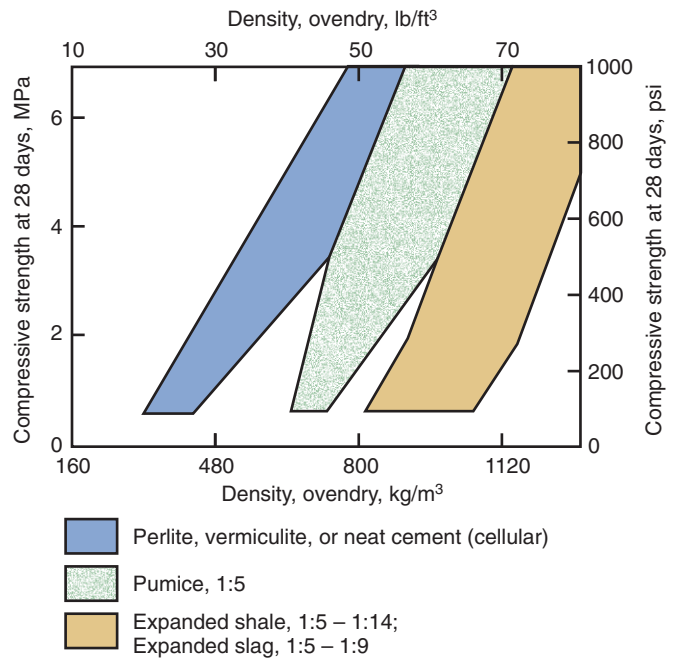 Density, ovendry, lb/ft³
10 30 50 70
Compressive strength at 28 days, MPa
6
4
2
0
1000
800
600
400
200
0
Compressive strength at 28 days, psi
160 480 800 1120
Density, ovendry, kg/m³
Perlite, vermiculite, or neat cement (cellular)
Pumice, 1:5
Expanded shale, 1:5 – 1:14;
Expanded slag, 1:5 – 1:9